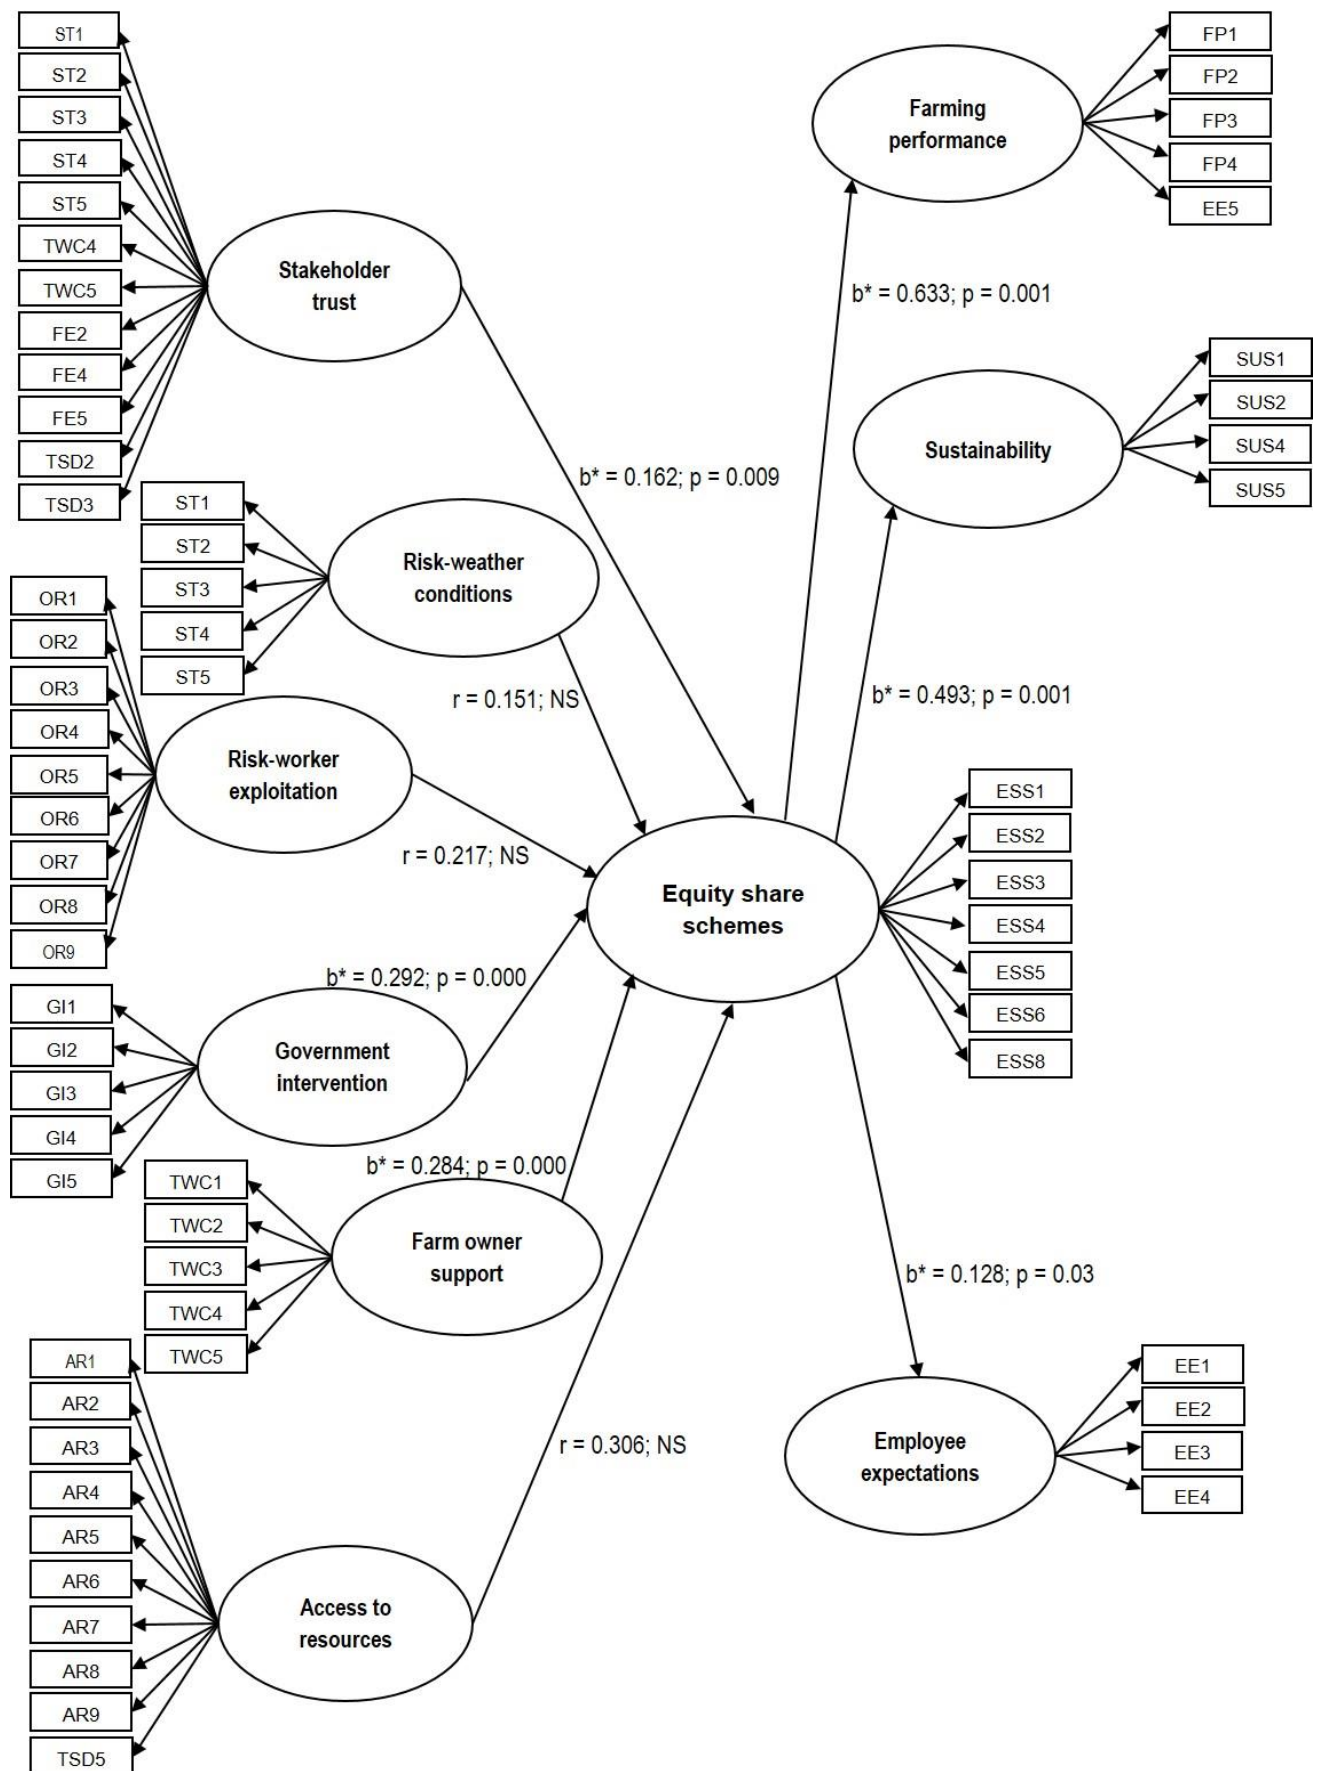 ST1
ST2
ST3
ST4
ST5
TWC4
TWC5
FE2
FE4
FE5
TSD2
TSD3
Stakeholder
trust
b* = 0.162; p = 0.009
ST1
ST2
ST3
ST4
ST5
Risk-weather
conditions
r = 0.151; NS
OR1
OR2
OR3
OR4
OR5
OR6
OR7
OR8
OR9
Risk-worker
exploitation
r = 0.217; NS
GI1
GI2
GI3
GI4
GI5
Government
intervention
b* = 0.292; p = 0.000
TWC1
TWC2
TWC3
TWC4
TWC5
Farm owner
support
b* = 0.284; p = 0.000
AR1
AR2
AR3
AR4
AR5
AR6
AR7
AR8
AR9
TSD5
Access to
resources
r = 0.306; NS
Equity share
schemes
ESS1
ESS2
ESS3
ESS4
ESS5
ESS6
ESS8
Farming
performance
b* = 0.633; p = 0.001
FP1
FP2
FP3
FP4
EE5
Sustainability
b* = 0.493; p = 0.001
SUS1
SUS2
SUS4
SUS5
Employee
expectations
b* = 0.128; p = 0.03
EE1
EE2
EE3
EE4